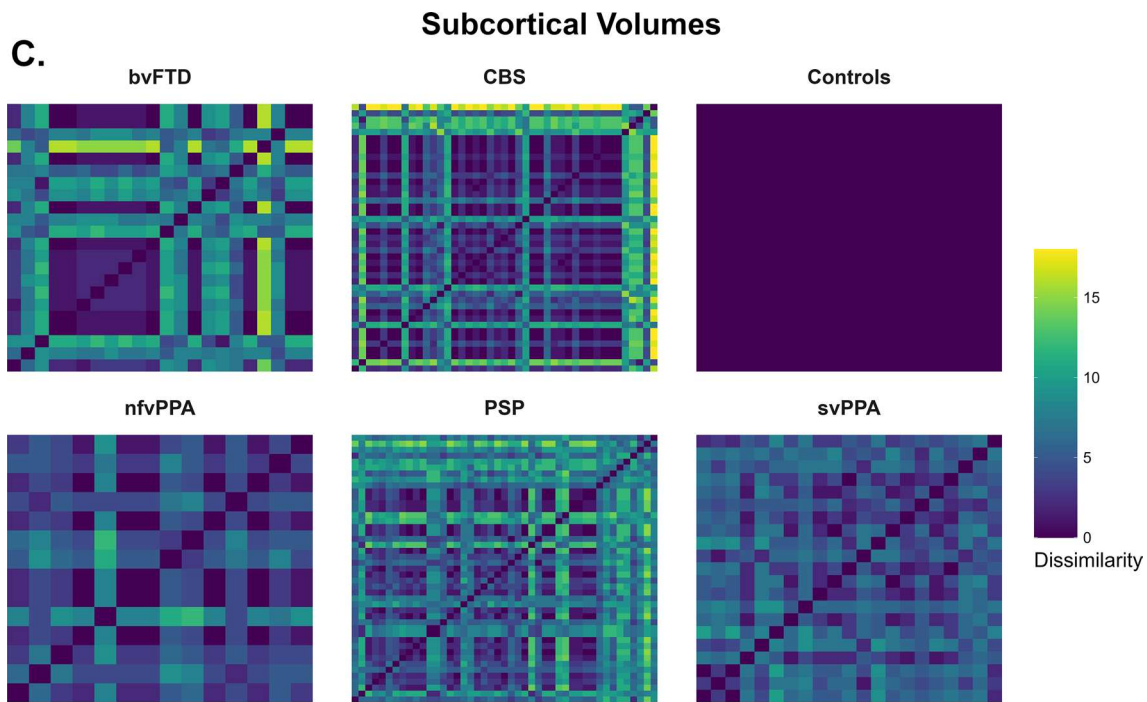 Subcortical Volumes
C.
bvFTD
CBS
Controls
nfvPPA
PSP
svPPA
15
10
5
0
Dissimilarity